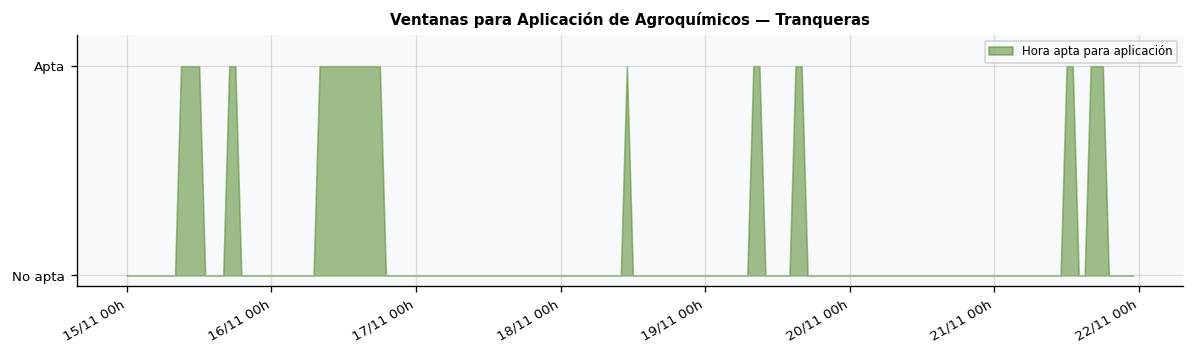 Ventanas para Aplicación de Agroquímicos — Tranqueras
Hora apta para aplicación
Apta
No apta
15/11 00h
16/11 00h
17/11 00h
18/11 00h
19/11 00h
20/11 00h
21/11 00h
22/11 00h